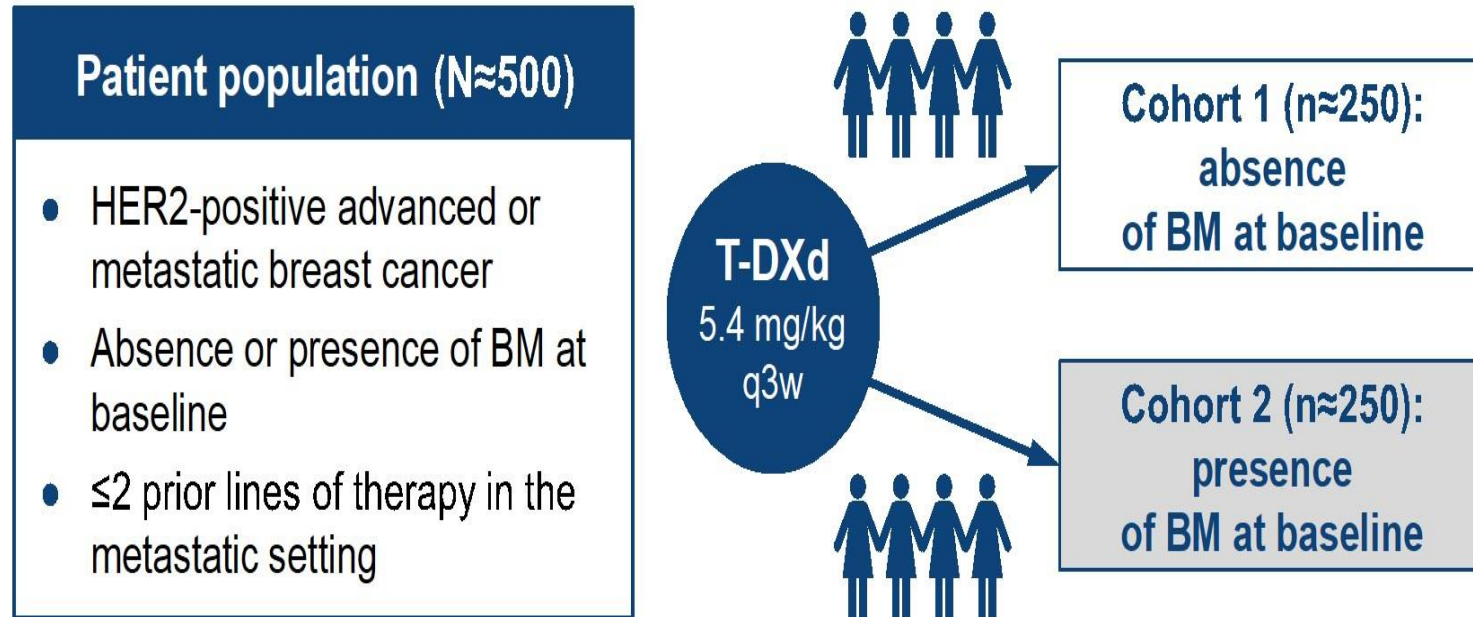 Patient population (N≈500)
• HER2-positive advanced or
metastatic breast cancer
• Absence or presence of BM at
baseline
• ≤2 prior lines of therapy in the
metastatic setting
T-DXd
5.4 mg/kg
q3w
Cohort 1 (n≈250):
absence
of BM at baseline
Cohort 2 (n≈250):
presence
of BM at baseline